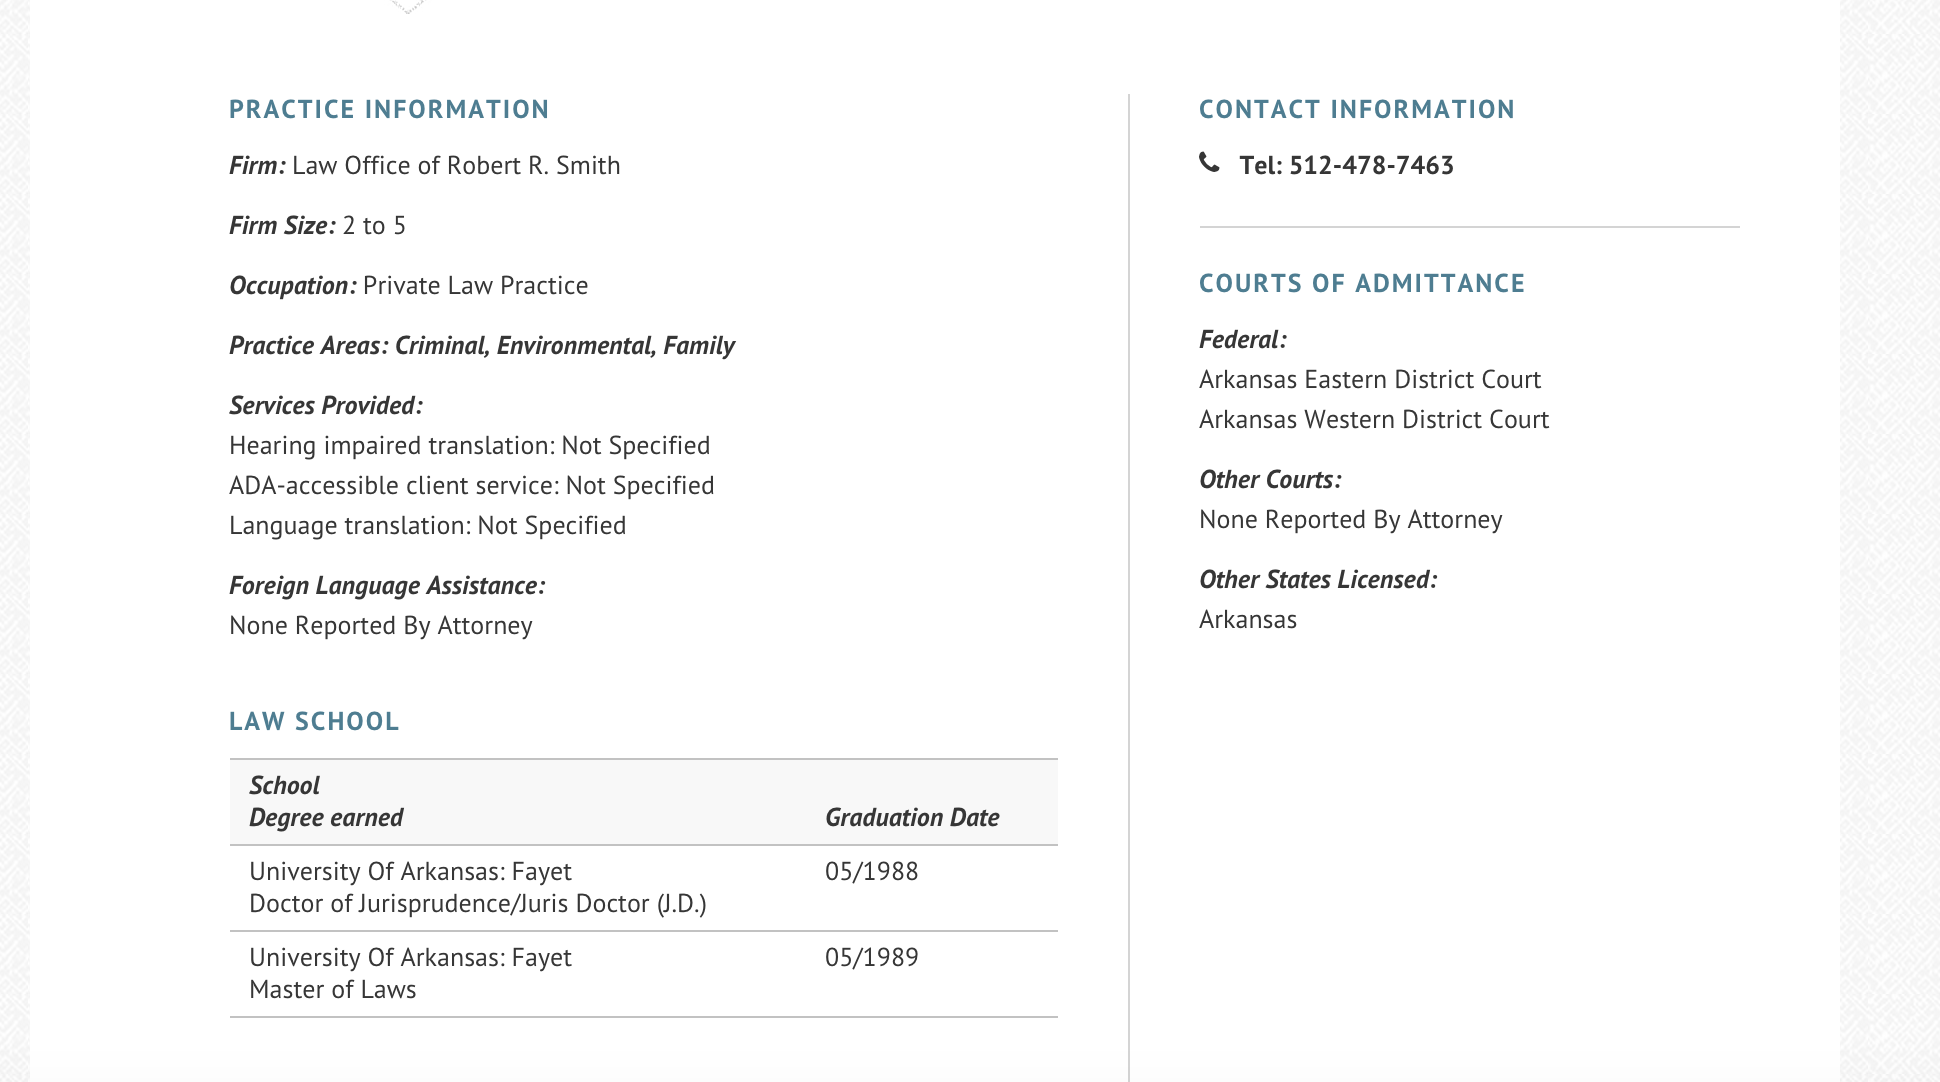 PRACTICE INFORMATION
Firm: Law Office of Robert R. Smith
Firm Size: 2 to 5
Occupation: Private Law Practice
Practice Areas: Criminal, Environmental, Family
Services Provided:
Hearing impaired translation: Not Specified
ADA-accessible client service: Not Specified
Language translation: Not Specified
Foreign Language Assistance:
None Reported By Attorney
LAW SCHOOL
School
Degree earned
Graduation Date
University Of Arkansas: Fayet
Doctor of Jurisprudence/Juris Doctor (J.D.)
05/1988
University Of Arkansas: Fayet
Master of Laws
05/1989
CONTACT INFORMATION
Tel: 512-478-7463
COURTS OF ADMITTANCE
Federal:
Arkansas Eastern District Court
Arkansas Western District Court
Other Courts:
None Reported By Attorney
Other States Licensed:
Arkansas